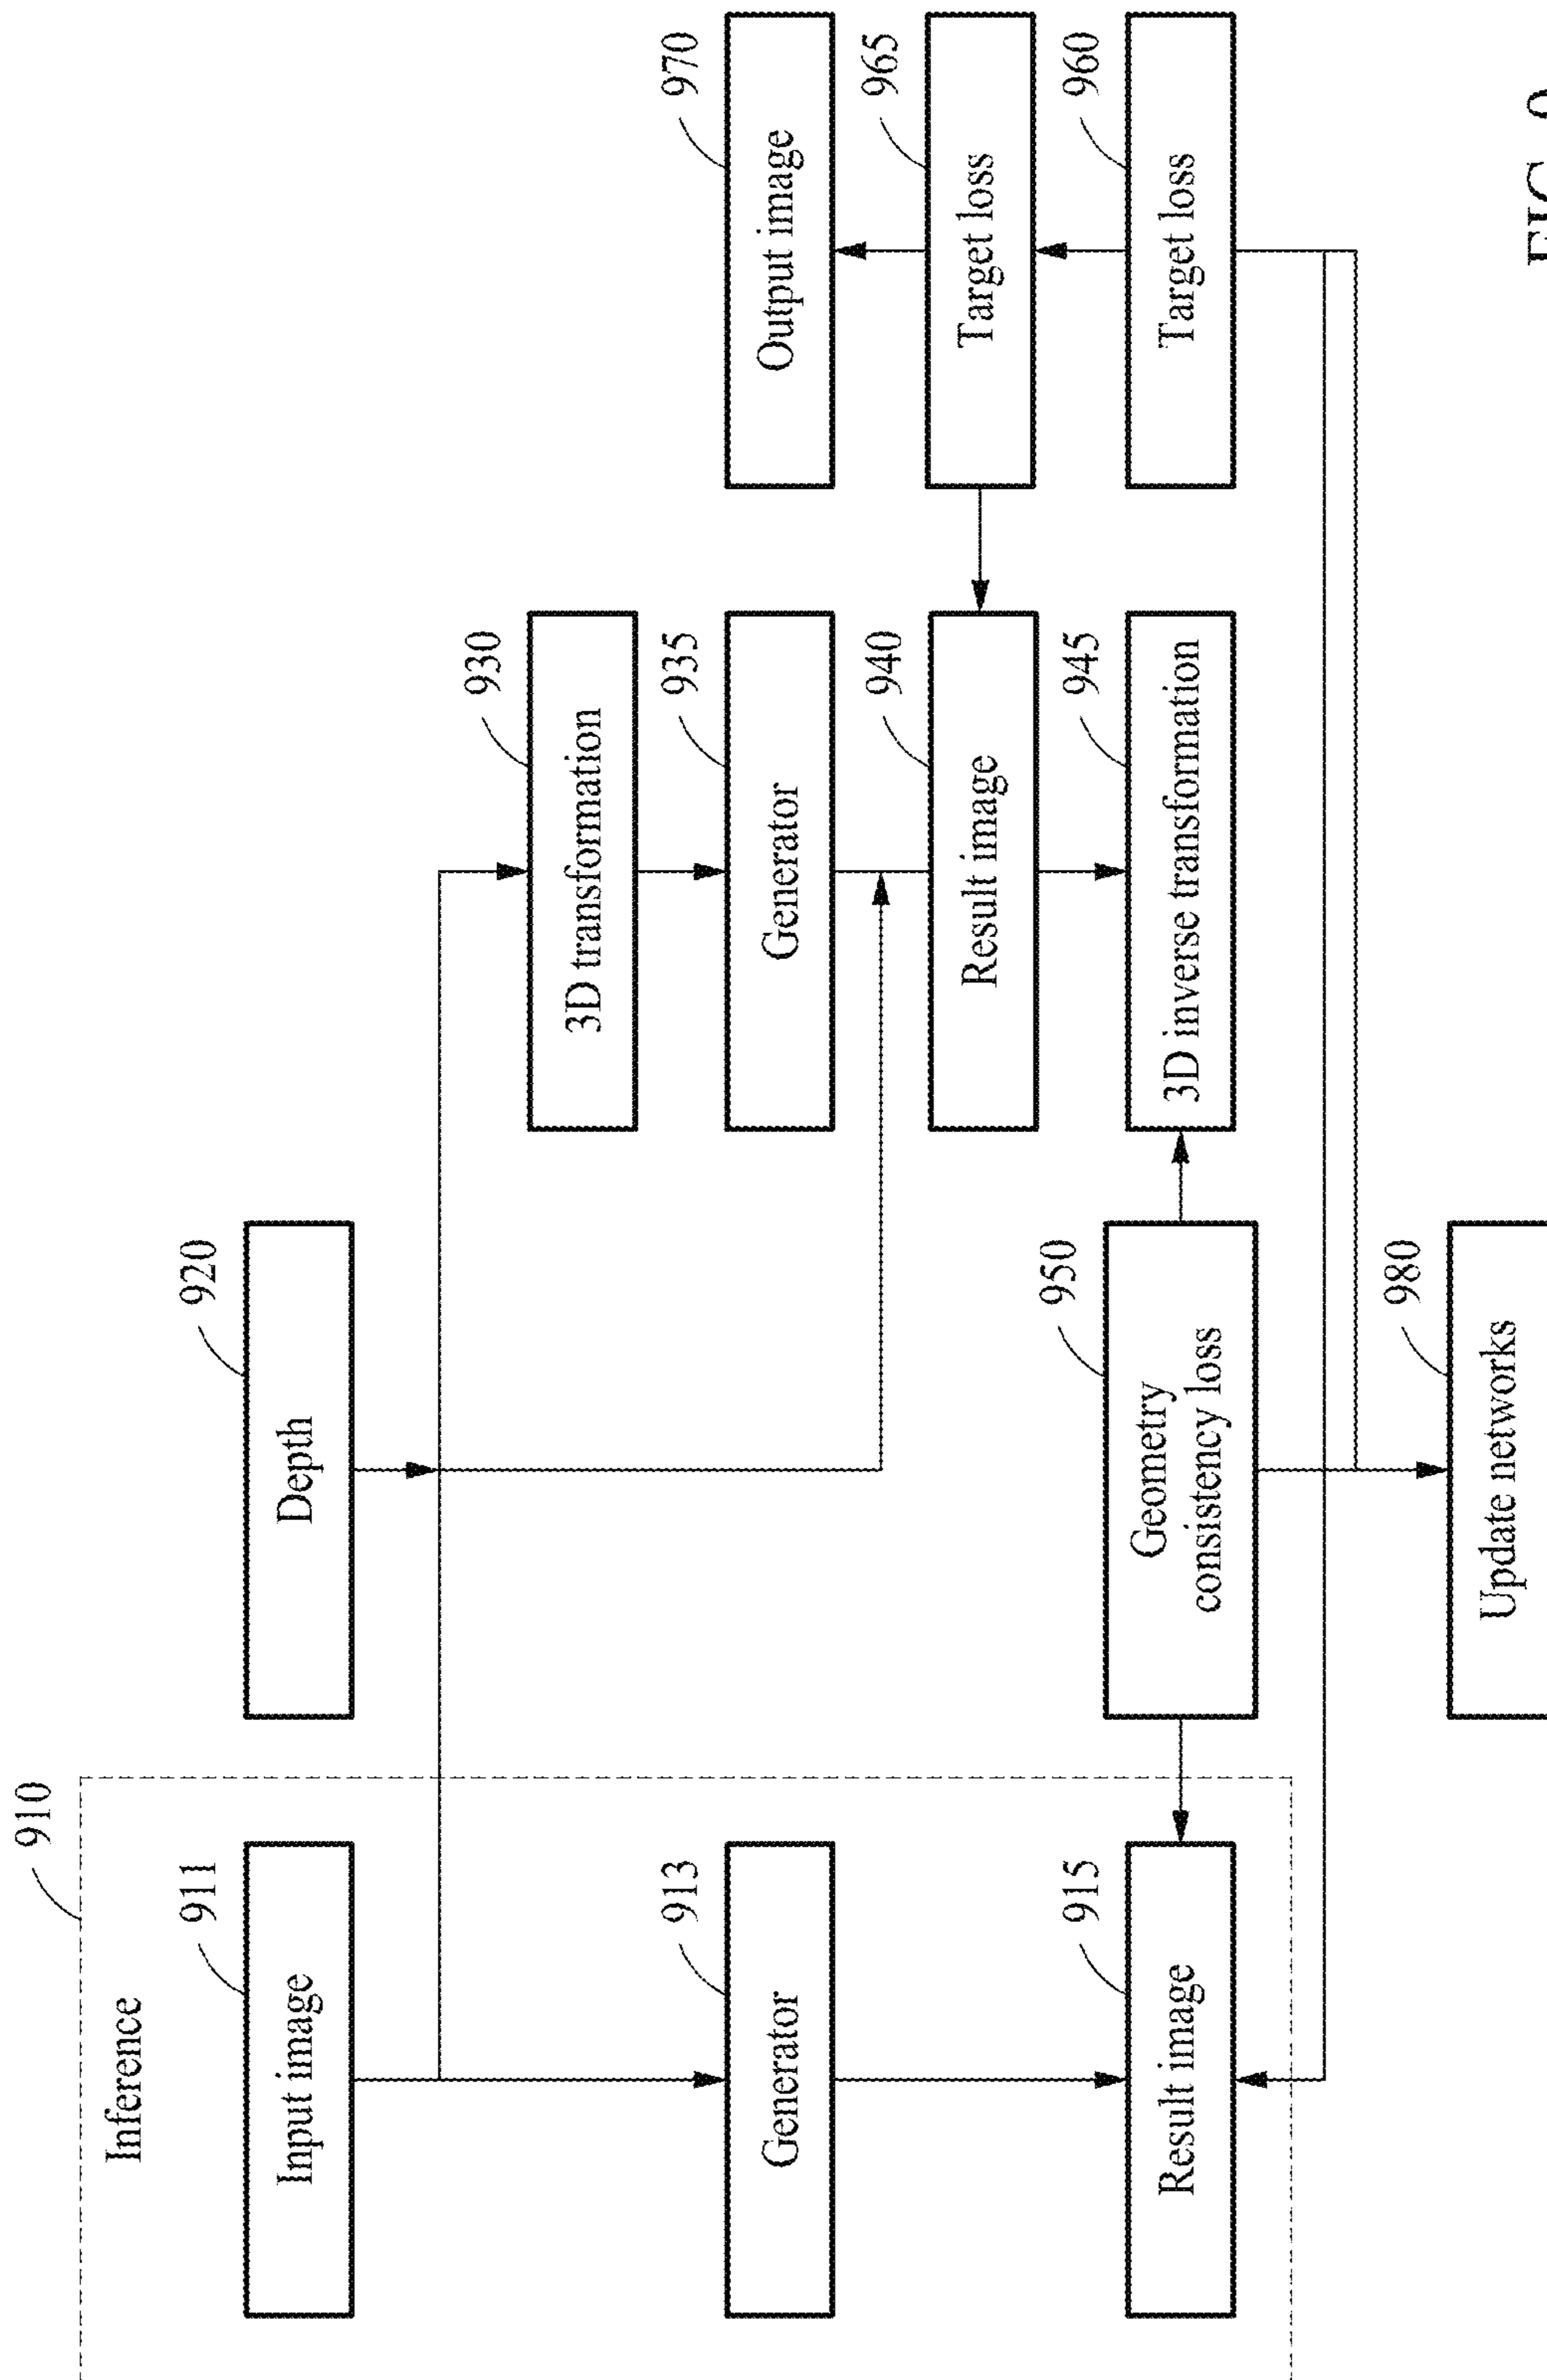 910
Inference
911
Input image
913
Generator
915
Result image
920
Depth
950
Geometry
consistency loss
980
Update networks
930
3D transformation
935
Generator
940
Result image
945
3D inverse transformation
970
Output image
965
Target loss
960
Target loss